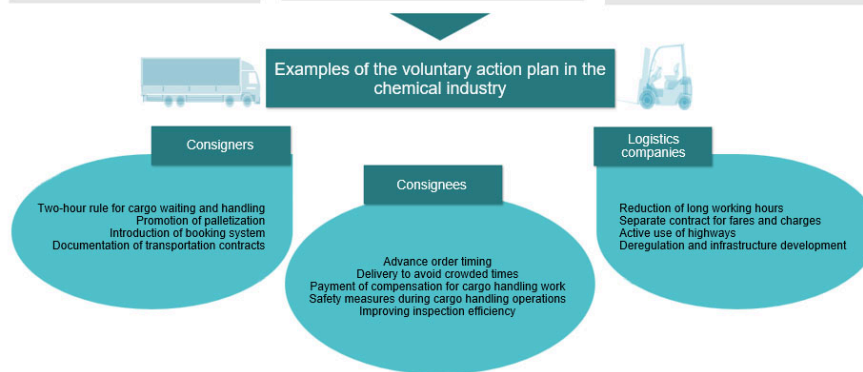 Examples of the voluntary action plan in the
chemical industry
Consigners
Two-hour rule for cargo waiting and handling
Promotion of palletization
Introduction of booking system
Documentation of transportation contracts
Consignees
Advance order timing
Delivery to avoid crowded times
Payment of compensation for cargo handling work
Safety measures during cargo handling operations
Improving inspection efficiency
Logistics
companies
Reduction of long working hours
Separate contract for fares and charges
Active use of highways
Deregulation and infrastructure development